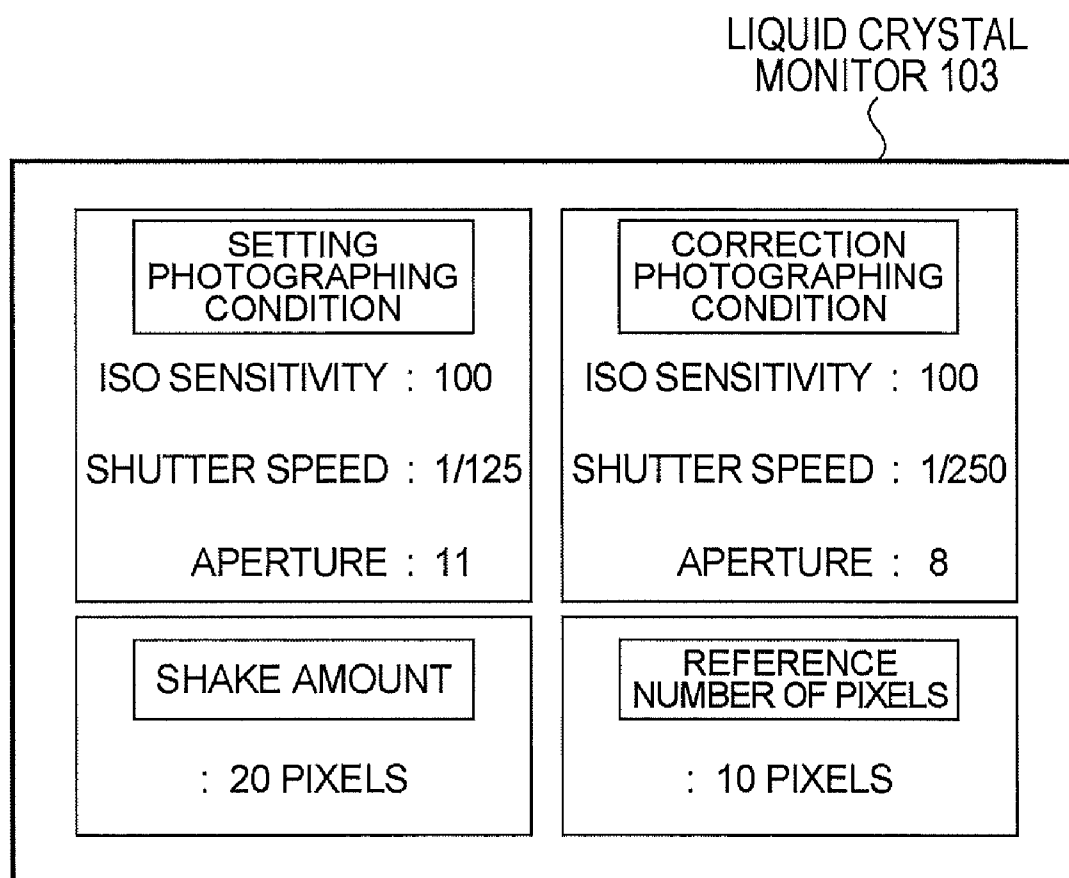 LIQUID CRYSTAL
MONITOR 103
SETTING
PHOTOGRAPHING
CONDITION
ISO SENSITIVITY : 100
SHUTTER SPEED : 1/125
APERTURE : 11
CORRECTION
PHOTOGRAPHING
CONDITION
ISO SENSITIVITY : 100
SHUTTER SPEED : 1/250
APERTURE : 8
SHAKE AMOUNT
: 20 PIXELS
REFERENCE
NUMBER OF PIXELS
: 10 PIXELS